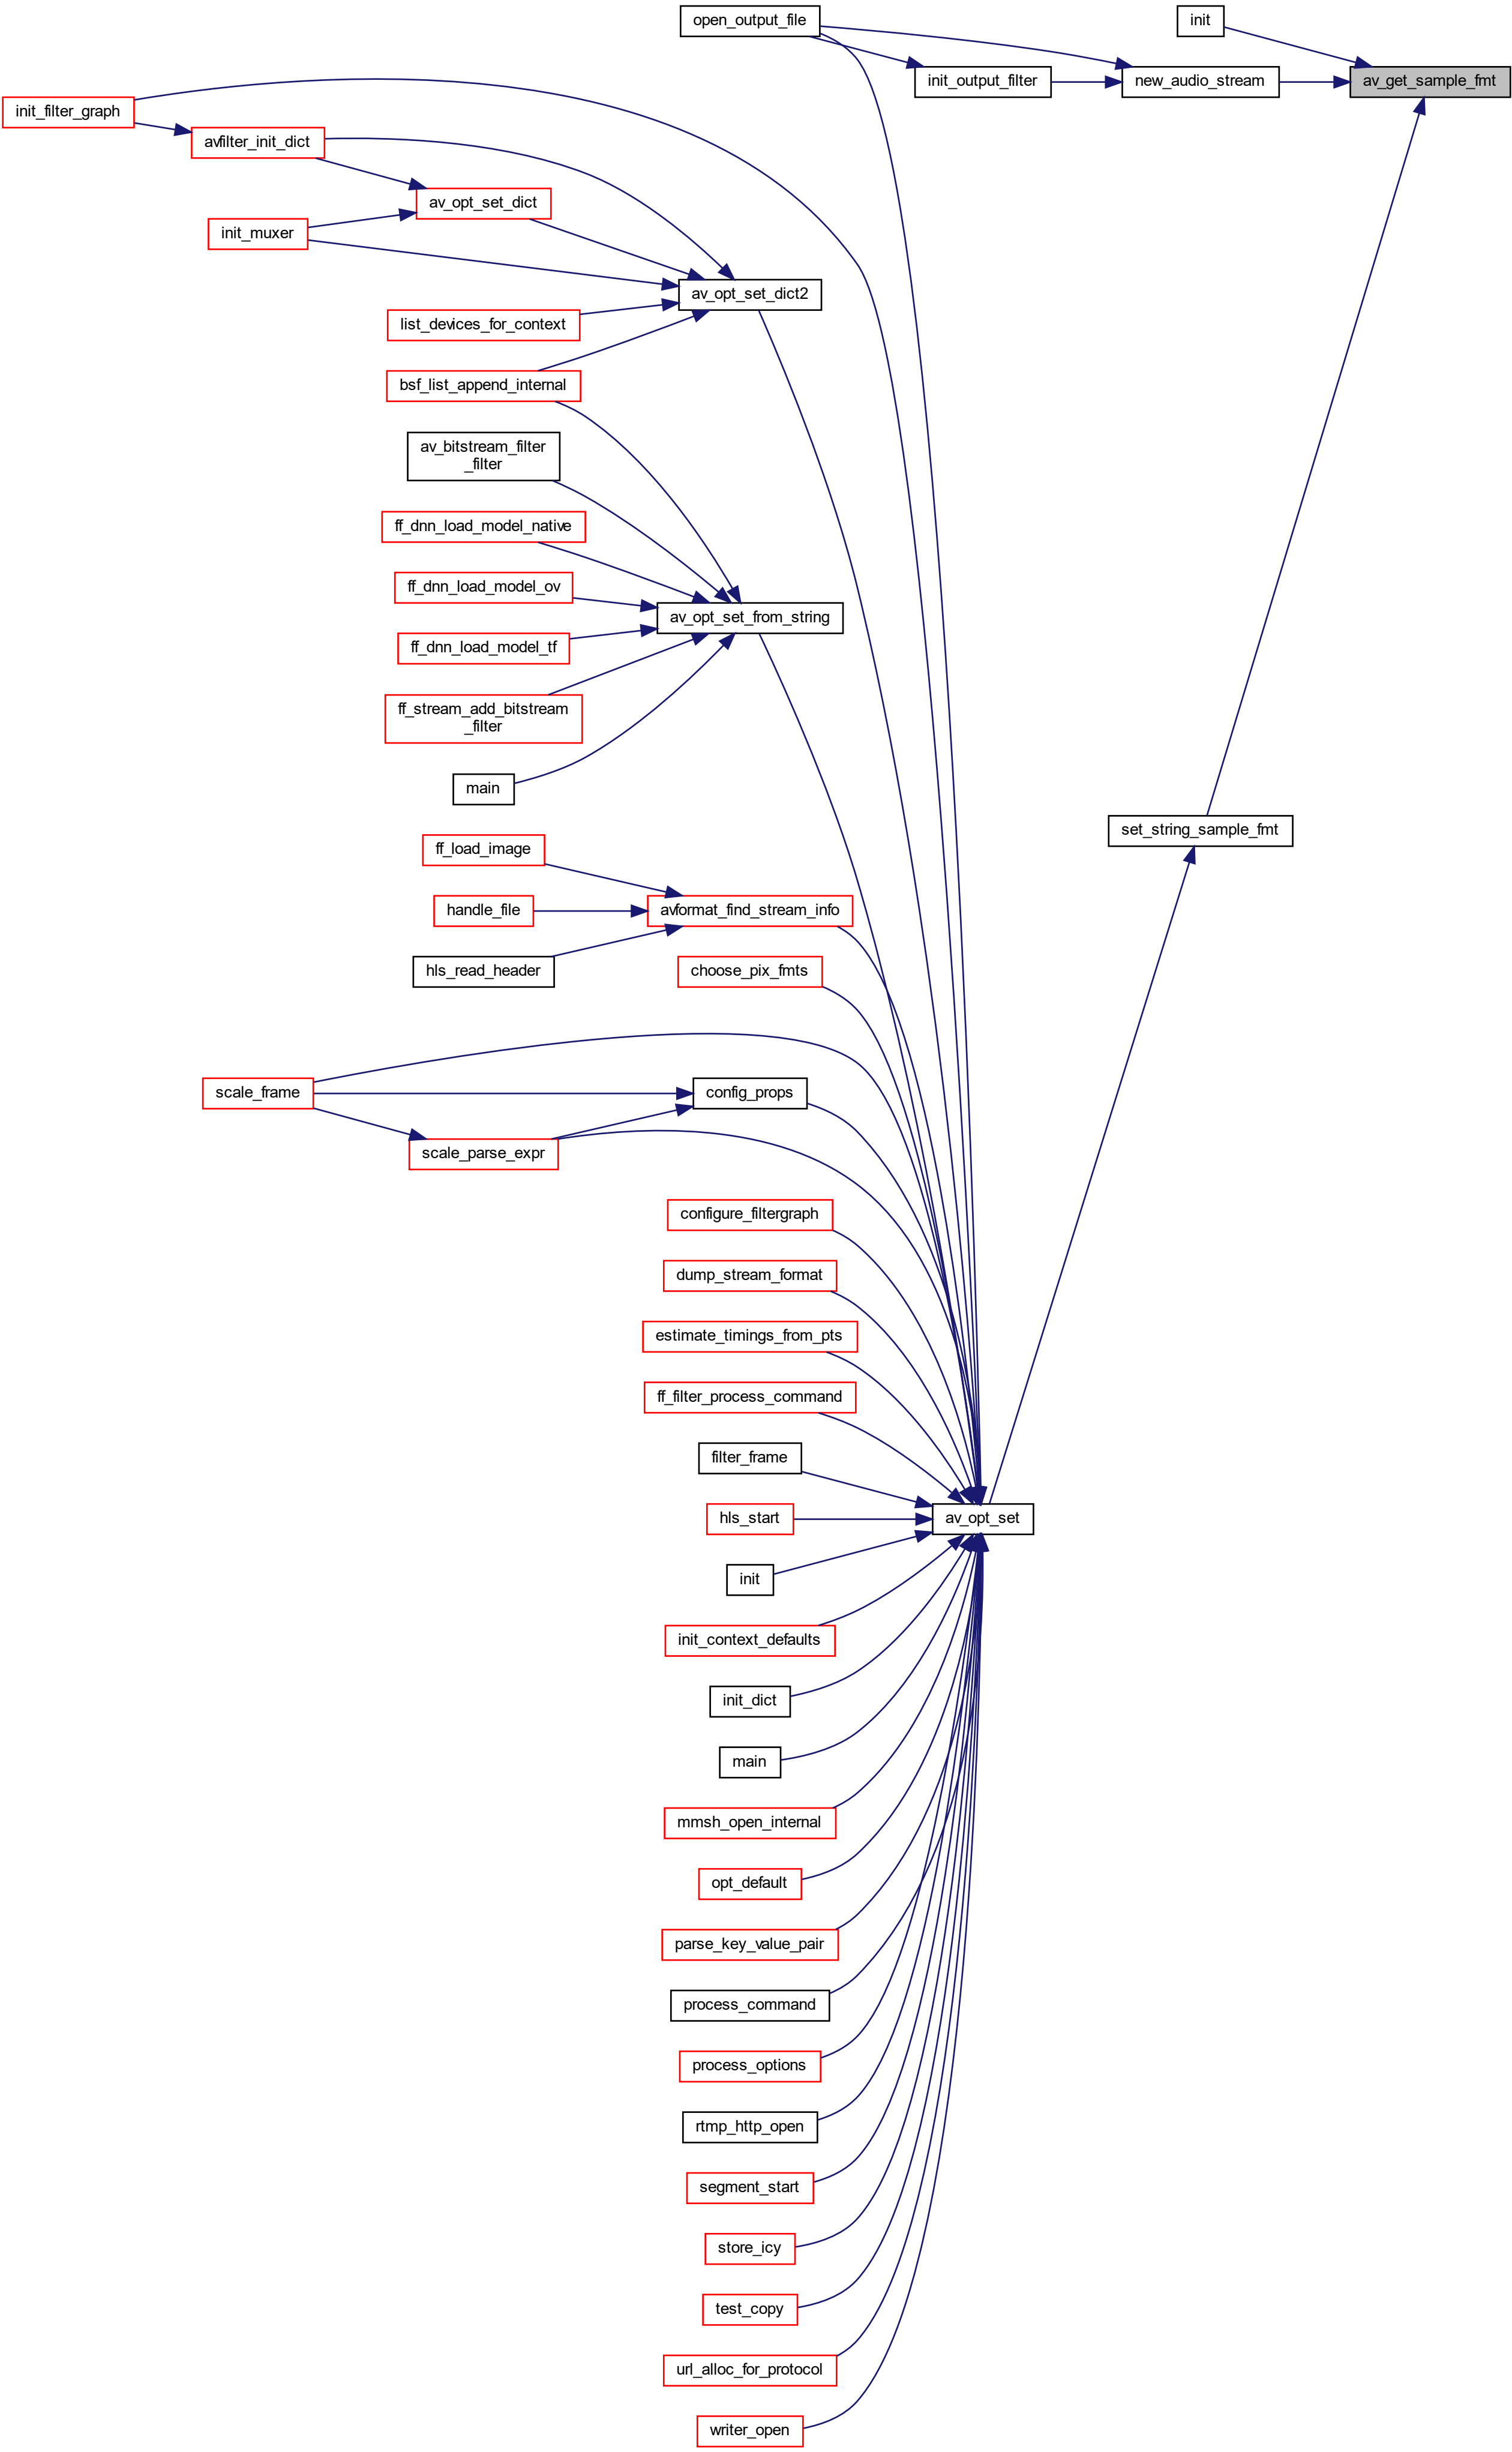 open_output_file
init
init_output_filter
new_audio_stream
av_get_sample_fmt
init_filter_graph
avfilter_init_dict
av_opt_set_dict
init_muxer
av_opt_set_dict2
list_devices_for_context
bsf_list_append_internal
av_bitstream_filter
_filter
ff_dnn_load_model_native
ff_dnn_load_model_ov
av_opt_set_from_string
ff_dnn_load_model_tf
ff_stream_add_bitstream
_filter
main
set_string_sample_fmt
ff_load_image
handle_file
avformat_find_stream_info
hls_read_header
choose_pix_fmts
scale_frame
config_props
scale_parse_expr
configure_filtergraph
dump_stream_format
estimate_timings_from_pts
ff_filter_process_command
filter_frame
hls_start
av_opt_set
init
init_context_defaults
init_dict
main
mmsh_open_internal
opt_default
parse_key_value_pair
process_command
process_options
rtmp_http_open
segment_start
store_icy
test_copy
url_alloc_for_protocol
writer_open